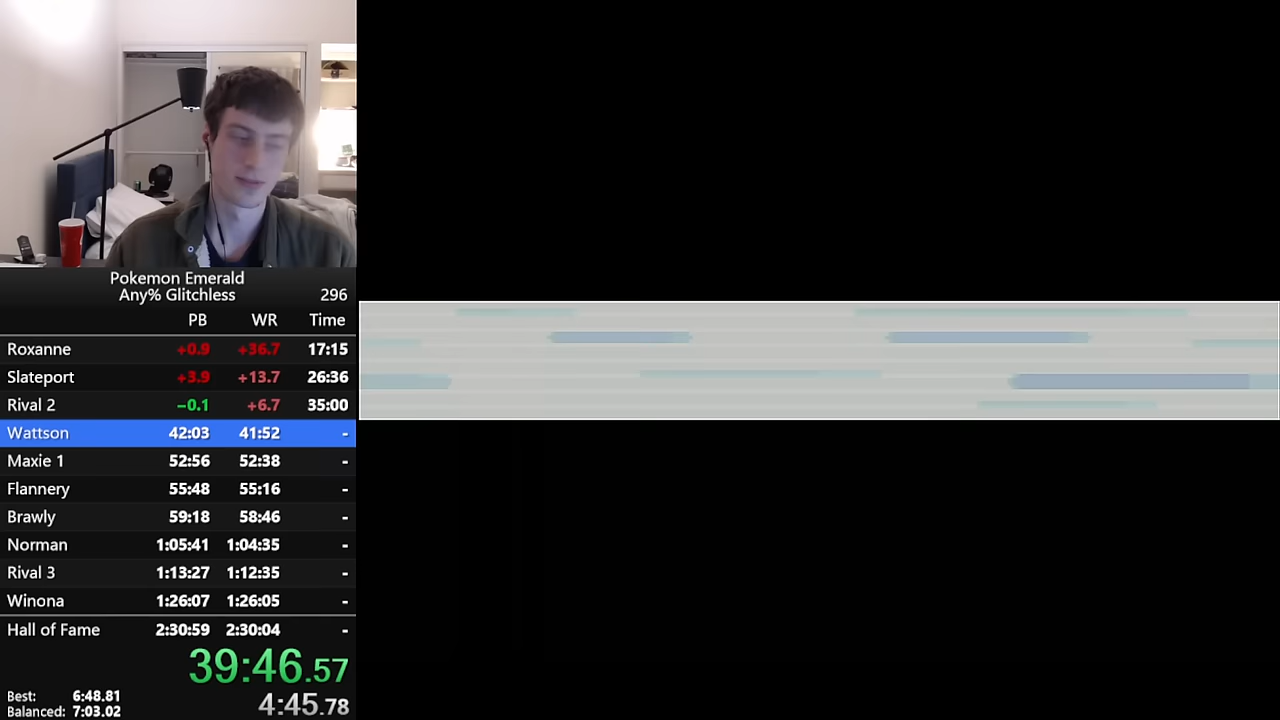 Pokemon Emerald
Any% Glitchless 296
PB WR Time
Roxanne +0.9 +36.7 17:15
Slateport +3.9 +13.7 26:36
Rival 2 −0.1 +6.7 35:00
Wattson 42:03 41:52 -
Maxie 1 52:56 52:38 -
Flannery 55:48 55:16 -
Brawly 59:18 58:46 -
Norman 1:05:41 1:04:35 -
Rival 3 1:13:27 1:12:35 -
Winona 1:26:07 1:26:05 -
Hall of Fame 2:30:59 2:30:04 -
39:46.57
Best: 6:48.81
Balanced: 7:03.02
4:45.78